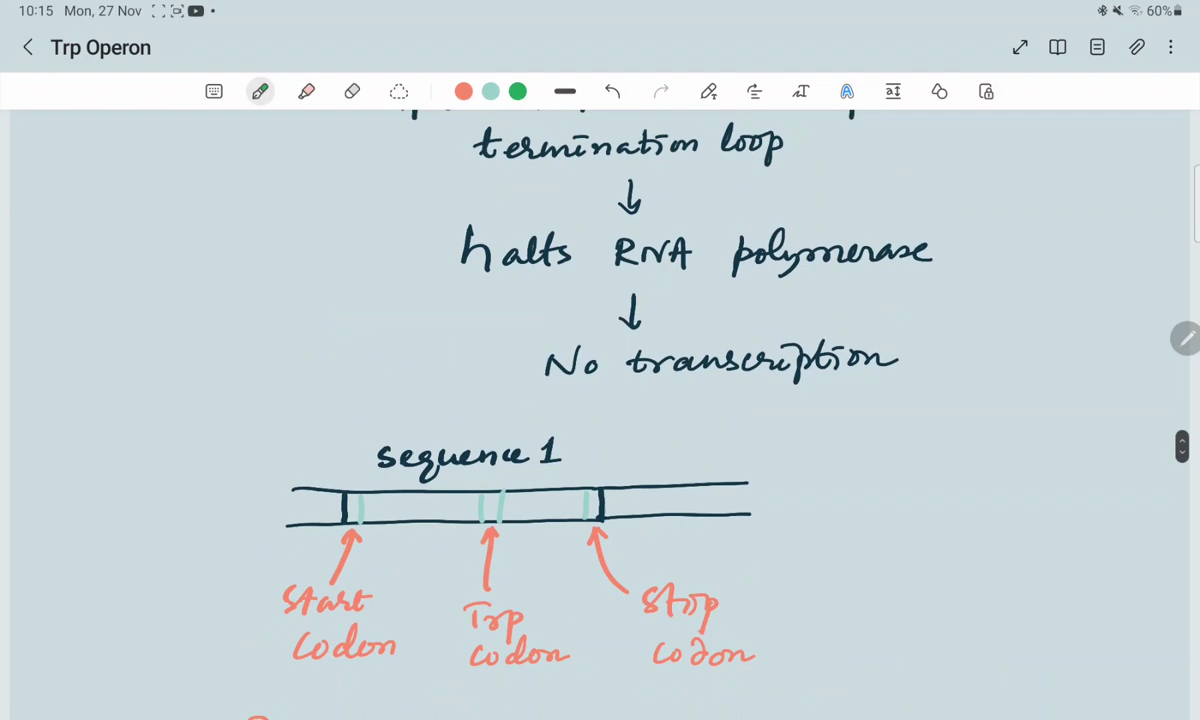 10:15 Mon, 27 Nov
60%
Trp Operon
termination loop
halts RNA polymerase
No transcription
sequence 1
Start
codon
Trp
codon
Stop
codon